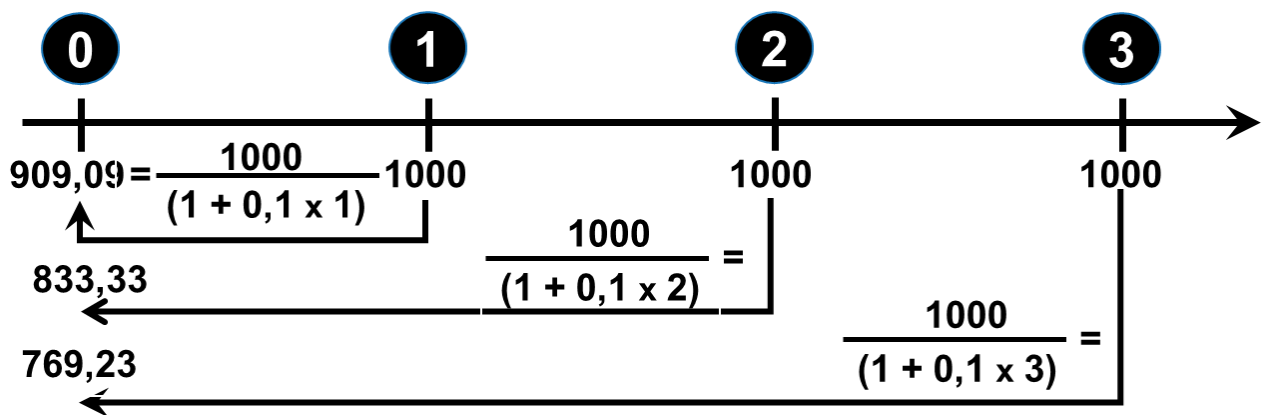 0 1 2 3
909,09 = 1000 / (1 + 0,1 x 1) 1000 1000 1000
833,33 1000 / (1 + 0,1 x 2) =
769,23 1000 / (1 + 0,1 x 3) =